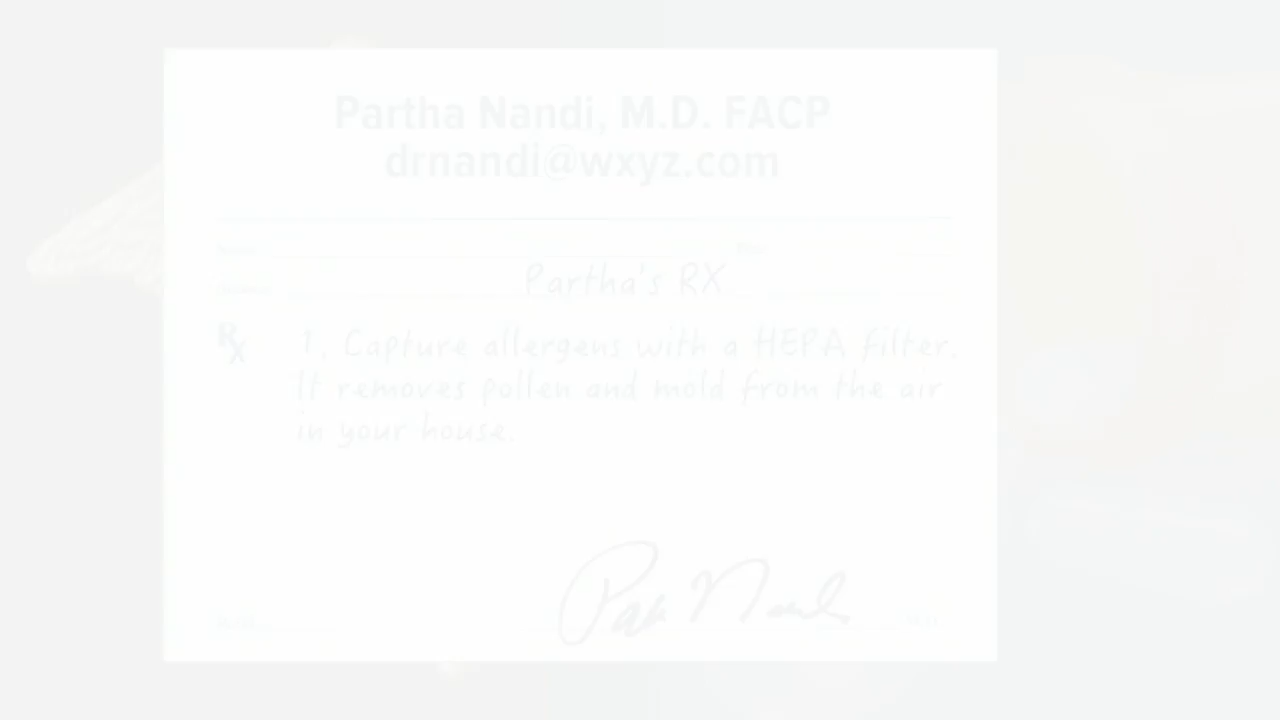 Partha Nandi, M.D. FACP
drnandi@wxyz.com
Partha's RX
Rx
1. Capture allergens with a HEPA filter.
It removes pollen and mold from the air
in your house.